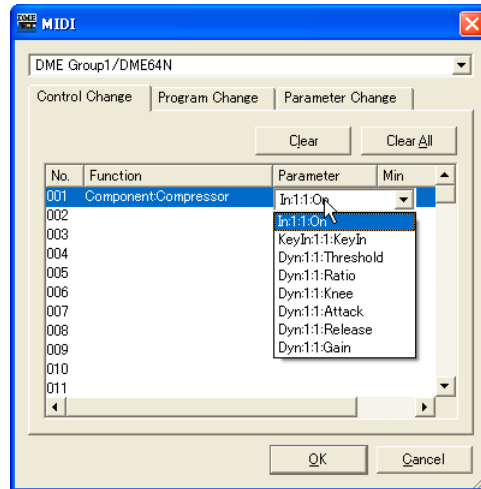 DME MIDI
DME Group1/DME64N
Control Change Program Change Parameter Change
Clear Clear All
No. Function Parameter Min
001 Component:Compressor In:1:1:On
002 In:1:1:On
003 KeyIn:1:1:KeyIn
004 Dyn:1:1:Threshold
005 Dyn:1:1:Ratio
006 Dyn:1:1:Knee
007 Dyn:1:1:Attack
008 Dyn:1:1:Release
009 Dyn:1:1:Gain
010
011
OK Cancel